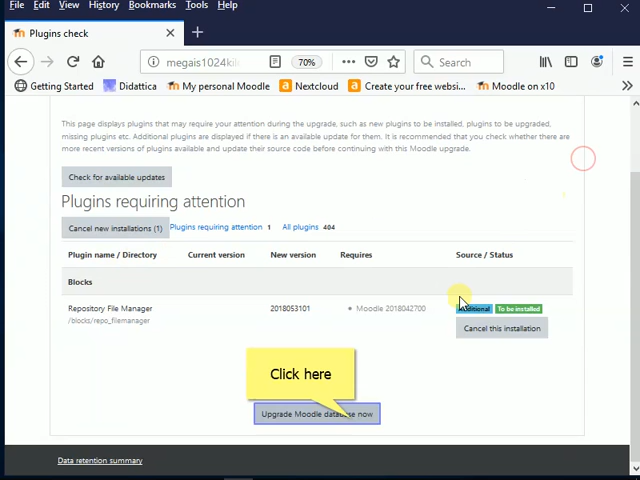 File Edit View History Bookmarks Tools Help
Plugins check
megais1024kil
70%
Search
Getting Started Didattica My personal Moodle Nextcloud Create your free websi... Moodle on x10
This page displays plugins that may require your attention during the upgrade, such as new plugins to be installed, plugins to be upgraded,
missing plugins etc. Additional plugins are displayed if there is an available update for them. It is recommended that you check whether there
are more recent versions of plugins available and update their source code before continuing with this Moodle upgrade.
Check for available updates
Plugins requiring attention
Cancel new installations (1) Plugins requiring attention 1 All plugins 404
Plugin name / Directory Current version New version Requires Source / Status
Blocks
Repository File Manager 2018053101 Moodle 2018042700 To be installed
/blocks/repo_filemanager
Cancel this installation
Click here
Upgrade Moodle database now
Data retention summary